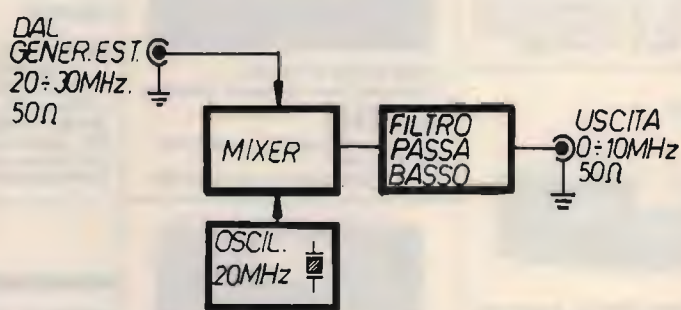 DAL
GENER.EST.
20÷30MHz.
50Ω
MIXER
FILTRO
PASSA
BASSO
USCITA
0÷10MHz
50Ω
OSCIL.
20MHz